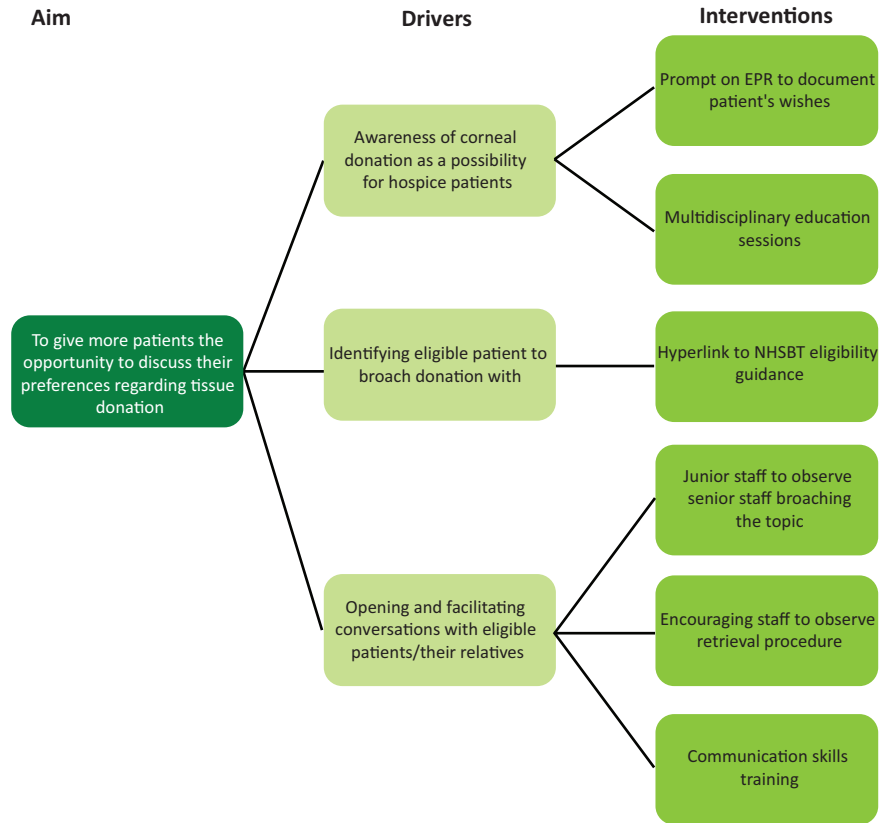 Aim
Drivers
Interventions
Prompt on EPR to document
patient's wishes
Awareness of corneal
donation as a possibility
for hospice patients
Multidisciplinary education
sessions
To give more patients the
opportunity to discuss their
preferences regarding tissue
donation
Identifying eligible patient to
broach donation with
Hyperlink to NHSBT eligibility
guidance
Junior staff to observe
senior staff broaching
the topic
Opening and facilitating
conversations with eligible
patients/their relatives
Encouraging staff to observe
retrieval procedure
Communication skills
training